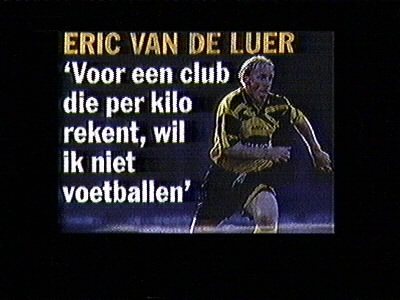 ERIC VAN DE LUER
‘Voor een club
die per kilo
rekent, wil
ik niet
voetballen’